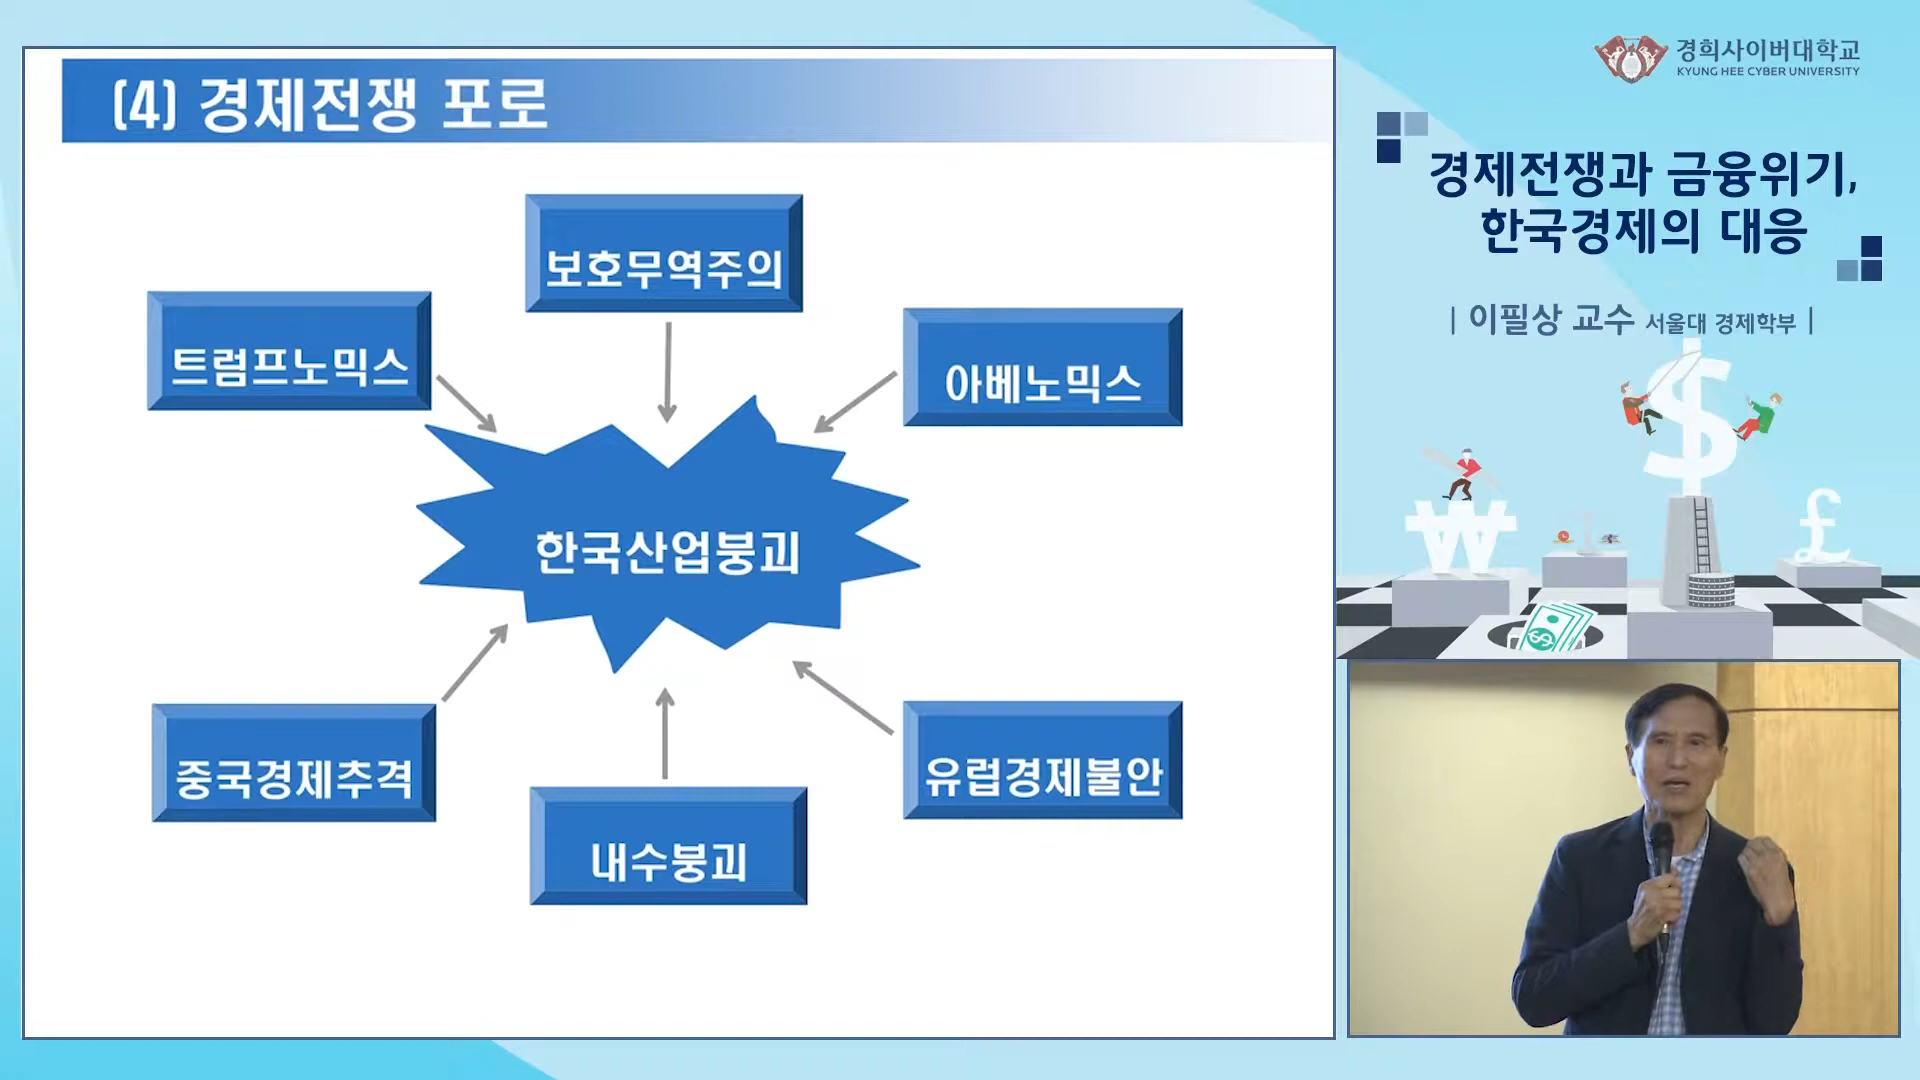 (4) 경제전쟁 포로
보호무역주의
트럼프노믹스
아베노믹스
한국산업붕괴
중국경제추격
유럽경제불안
내수붕괴
경희사이버대학교
KYUNG HEE CYBER UNIVERSITY
경제전쟁과 금융위기,
한국경제의 대응
| 이필상 교수 서울대 경제학부 |